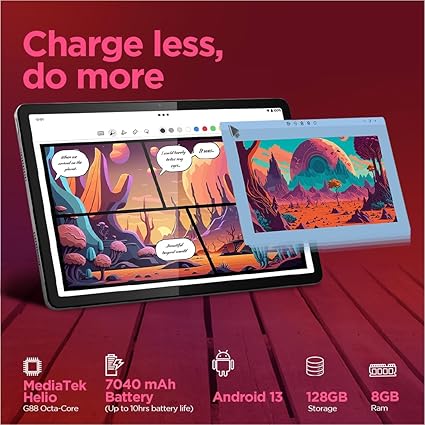 Charge less,
do more
When we
arrived on the
planet.
I could hardly
believe my
eyes...
It was...
Beautiful
beyond world!
MediaTek
Helio
G88 Octa-Core
7040 mAh
Battery
(Up to 10hrs battery life)
Android 13
128GB
Storage
8GB
Ram